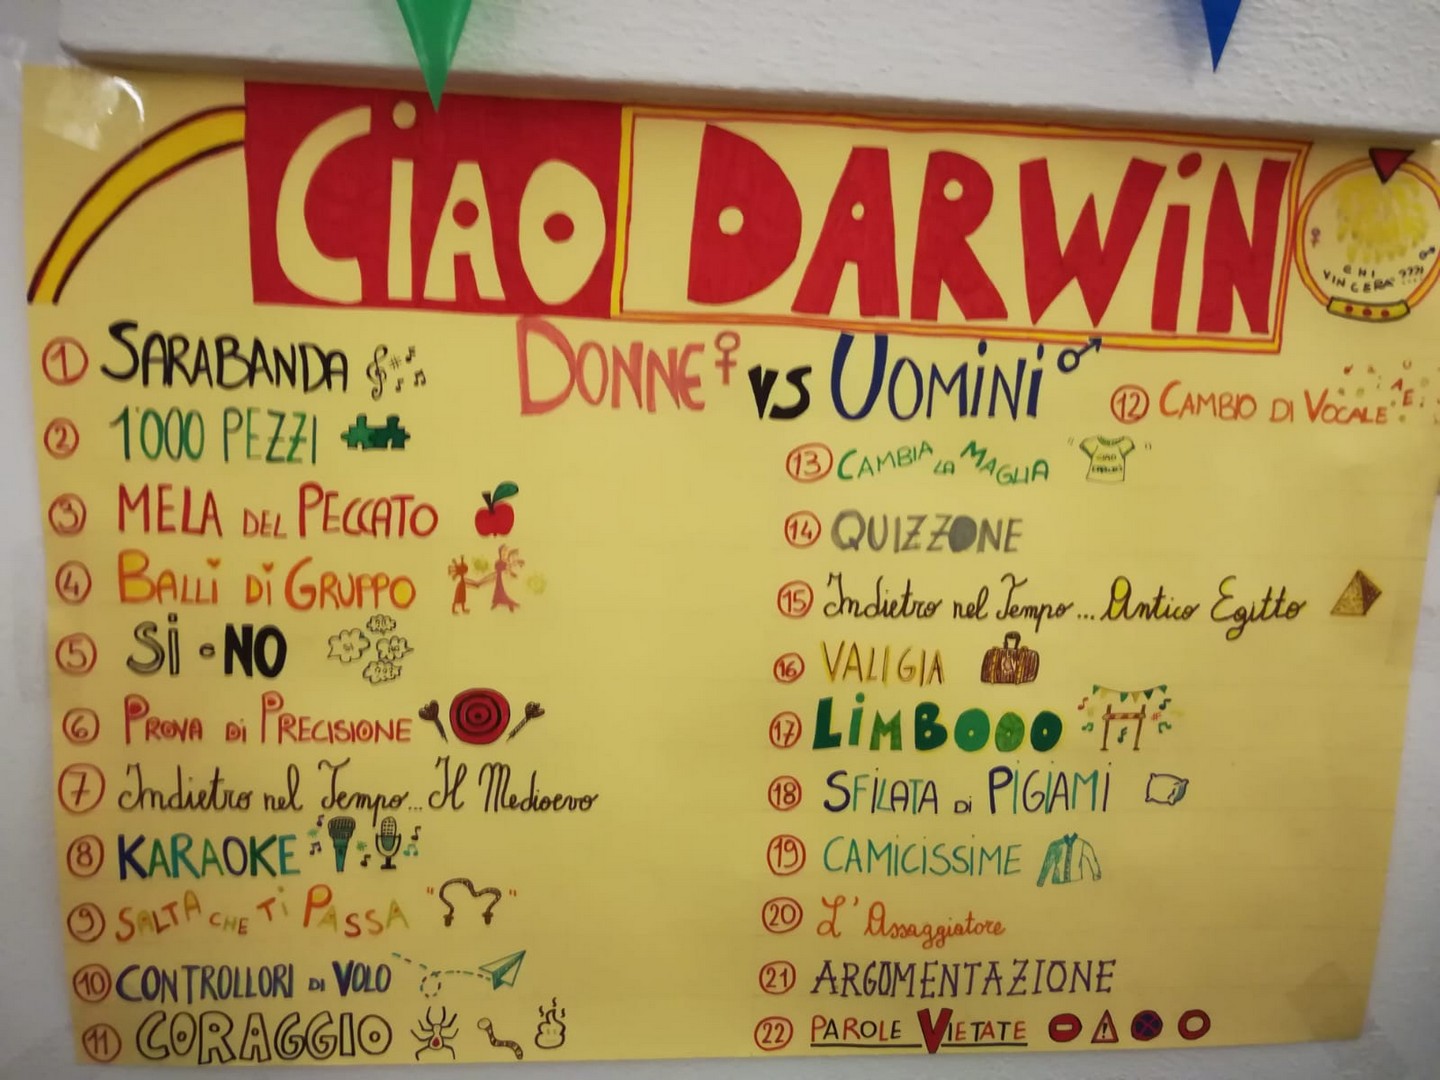 CIAO DARWIN
CHI
VINCERÀ ????
DONNE VS UOMINI
1 SARABANDA
2 1000 PEZZI
3 MELA DEL PECCATO
4 BALLI DI GRUPPO
5 SI o NO
6 PROVA DI PRECISIONE
7 Indietro nel Tempo... Il Medioevo
8 KARAOKE
9 SALTA CHE TI PASSA
10 CONTROLLORI DI VOLO
11 CORAGGIO
12 CAMBIO DI VOCALE
13 CAMBIA LA MAGLIA
14 QUIZZONE
15 Indietro nel Tempo... Antico Egitto
16 VALIGIA
17 LIMBOOO
18 SFILATA DI PIGIAMI
19 CAMICISSIME
20 L'Assaggiatore
21 ARGOMENTAZIONE
22 PAROLE VIETATE